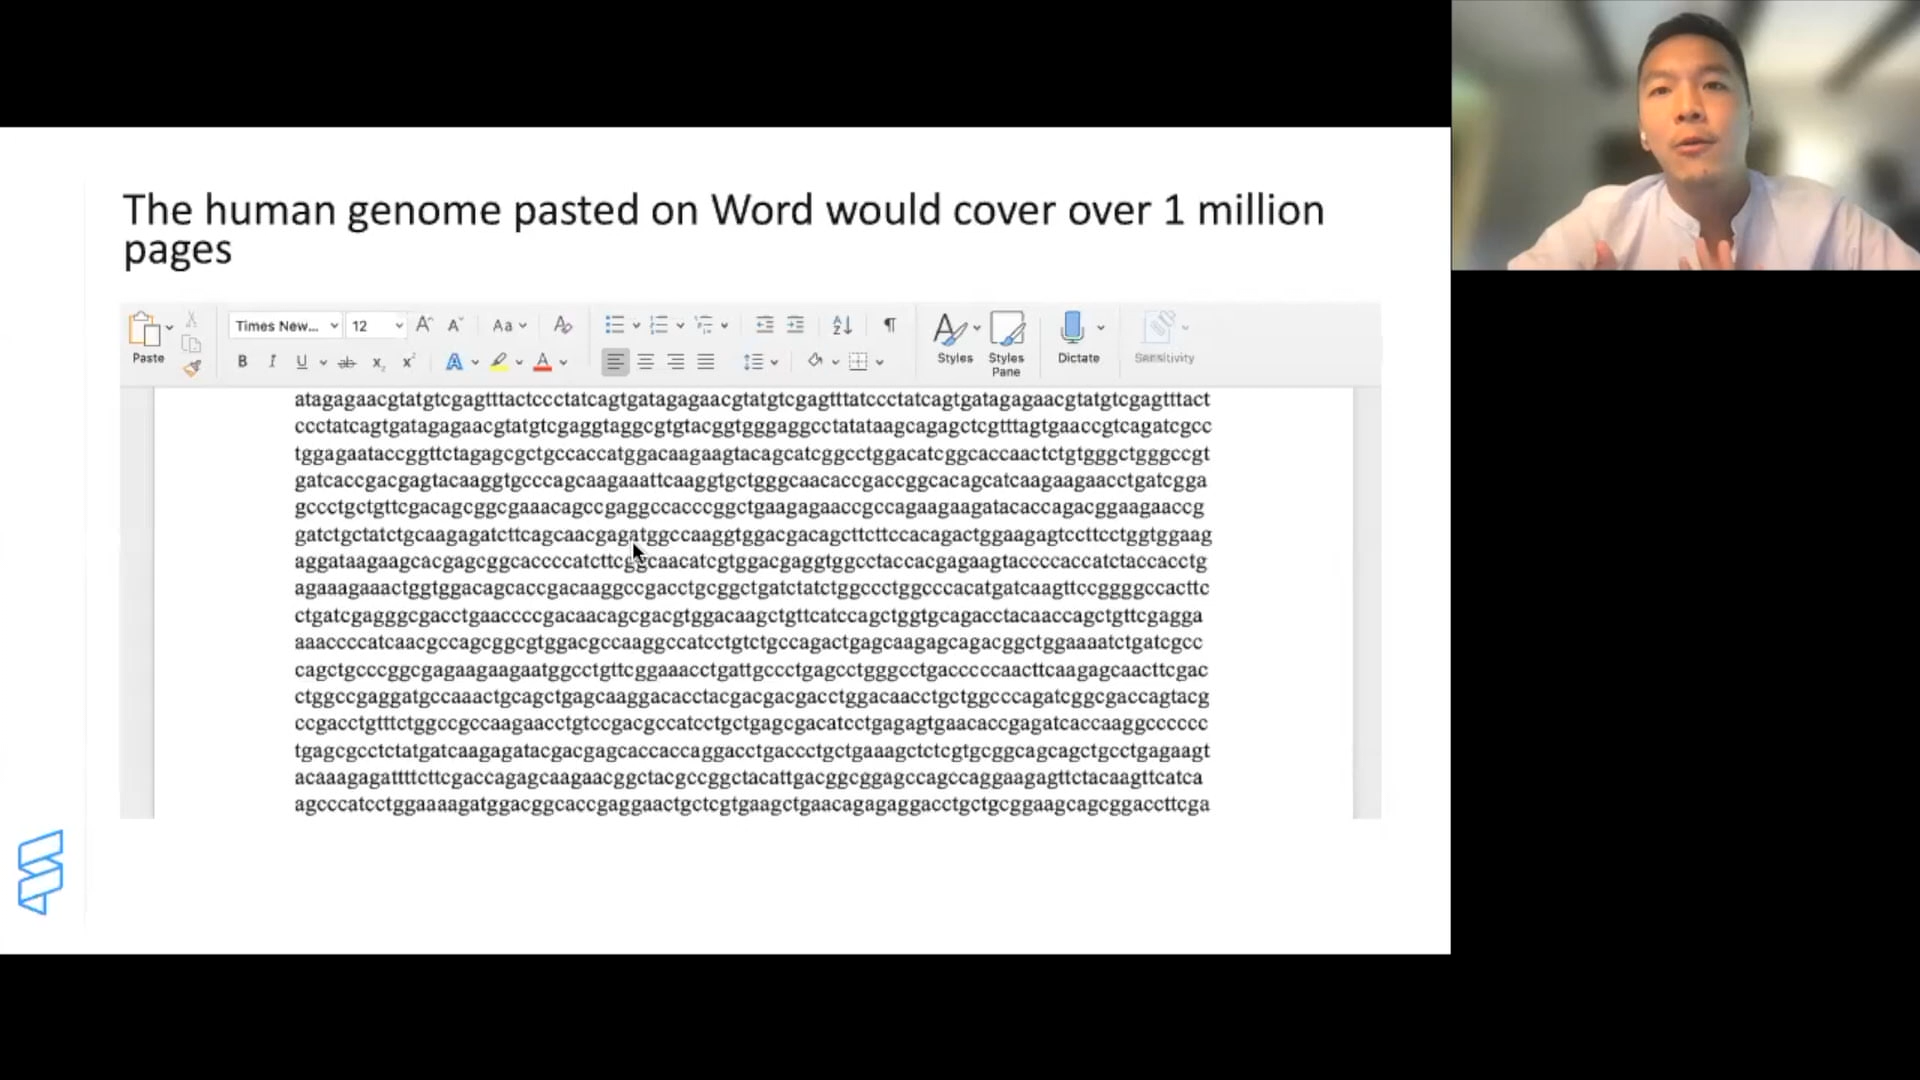 The human genome pasted on Word would cover over 1 million
pages
Times New... 12 Aa
Paste
B I U ab x x A A
Styles Styles Pane Dictate Sensitivity
atagagaacgtatgtcgagtttactccctatcagtgatagagaacgtatgtcgagtttatccctatcagtgatagagaacgtatgtcgagtttact
ccctatcagtgatagagaacgtatgtcgaggtaggcgtgtacggtgggaggcctatataagcagagctcgtttagtgaaccgtcagatcgcc
tggagaataccggttctagagcgctgccaccatggacaagaagtacagcatcggcctggacatcggcaccaactctgtgggctgggccgt
gatcaccgacgagtacaaggtgcccagcaagaaattcaaggtgctgggcaacaccgaccggcacagcatcaagaagaacctgatcgga
gccctgctgttcgacagcggcgaaacagccgaggccacccggctgaagagaaccgccagaagaagatacaccagacggaagaaccg
gatctgctatctgcaagagatcttcagcaacgagatggccaaggtggacgacagcttcttccacagactggaagagtccttcctggtggaag
aggataagaagcacgagcggcaccccatcttcggcaacatcgtggacgaggtggcctaccacgagaagtaccccaccatctaccacctg
agaaagaaactggtggacagcaccgacaaggccgacctgcggctgatctatctggccctggcccacatgatcaagttccggggccacttc
ctgatcgagggcgacctgaaccccgacaacagcgacgtggacaagctgttcatccagctggtgcagacctacaaccagctgttcgagga
aaaccccatcaacgccagcggcgtggacgccaaggccatcctgtctgccagactgagcaagagcagacggctggaaaatctgatcgcc
cagctgcccggcgagaagaagaatggcctgttcggaaacctgattgccctgagcctgggcctgacccccaacttcaagagcaacttcgac
ctggccgaggatgccaaactgcagctgagcaaggacacctacgacgacgacctggacaacctgctggcccagatcggcgaccagtacg
ccgacctgtttctggccgccaagaacctgtccgacgccatcctgctgagcgacatcctgagagtgaacaccgagatcaccaaggcccccc
tgagcgcctctatgatcaagagatacgacgagcaccaccaggacctgaccctgctgaaagctctcgtgcggcagcagctgcctgagaagt
acaaagagattttcttcgaccagagcaagaacggctacgccggctacattgacggcggagccagccaggaagagttctacaagttcatca
agcccatcctggaaaagatggacggcaccgaggaactgctcgtgaagctgaacagagaggacctgctgcggaagcagcggaccttcga